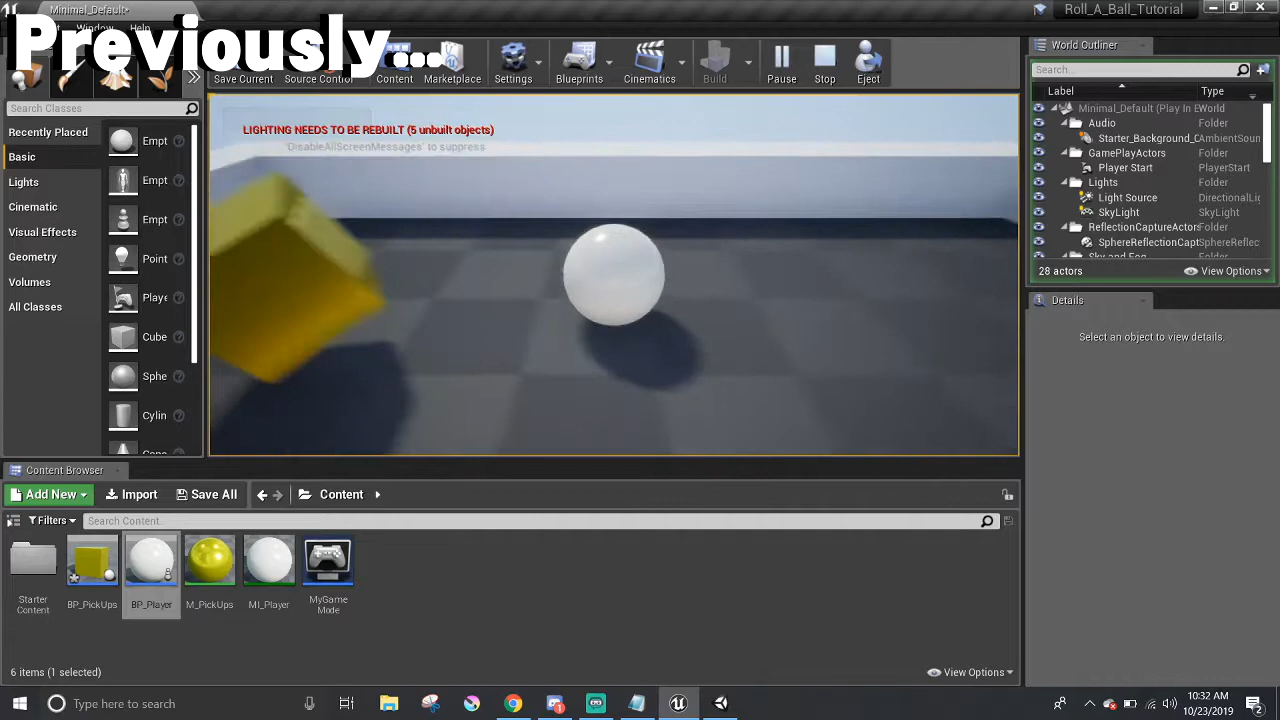 Minimal_Default*
Roll_A_Ball_Tutorial
Window Help
Previously...
Save Current
Source Control
Content
Marketplace
Settings
Blueprints
Cinematics
Build
Pause
Stop
Eject
World Outliner
Search Classes
Search...
Label
Type
Recently Placed
Basic
Lights
Cinematic
Visual Effects
Geometry
Volumes
All Classes
Empt
Empt
Empt
Point
Playe
Cube
Sphe
Cylin
LIGHTING NEEDS TO BE REBUILT (5 unbuilt objects)
'DisableAllScreenMessages' to suppress
Minimal_Default (Play In E World
Audio Folder
Starter_Background_C AmbientSoun
GamePlayActors Folder
Player Start PlayerStart
Lights Folder
Light Source DirectionalLig
SkyLight SkyLight
ReflectionCaptureActors Folder
SphereReflectionCapt SphereReflec
Sky and Fog Folder
28 actors
View Options
Details
Select an object to view details.
Content Browser
Add New
Import
Save All
Content
Filters
Search Content
Starter Content
BP_PickUps
BP_Player
M_PickUps
MI_Player
MyGame Mode
6 items (1 selected)
View Options
Type here to search
10:32 AM
10/23/2019
2